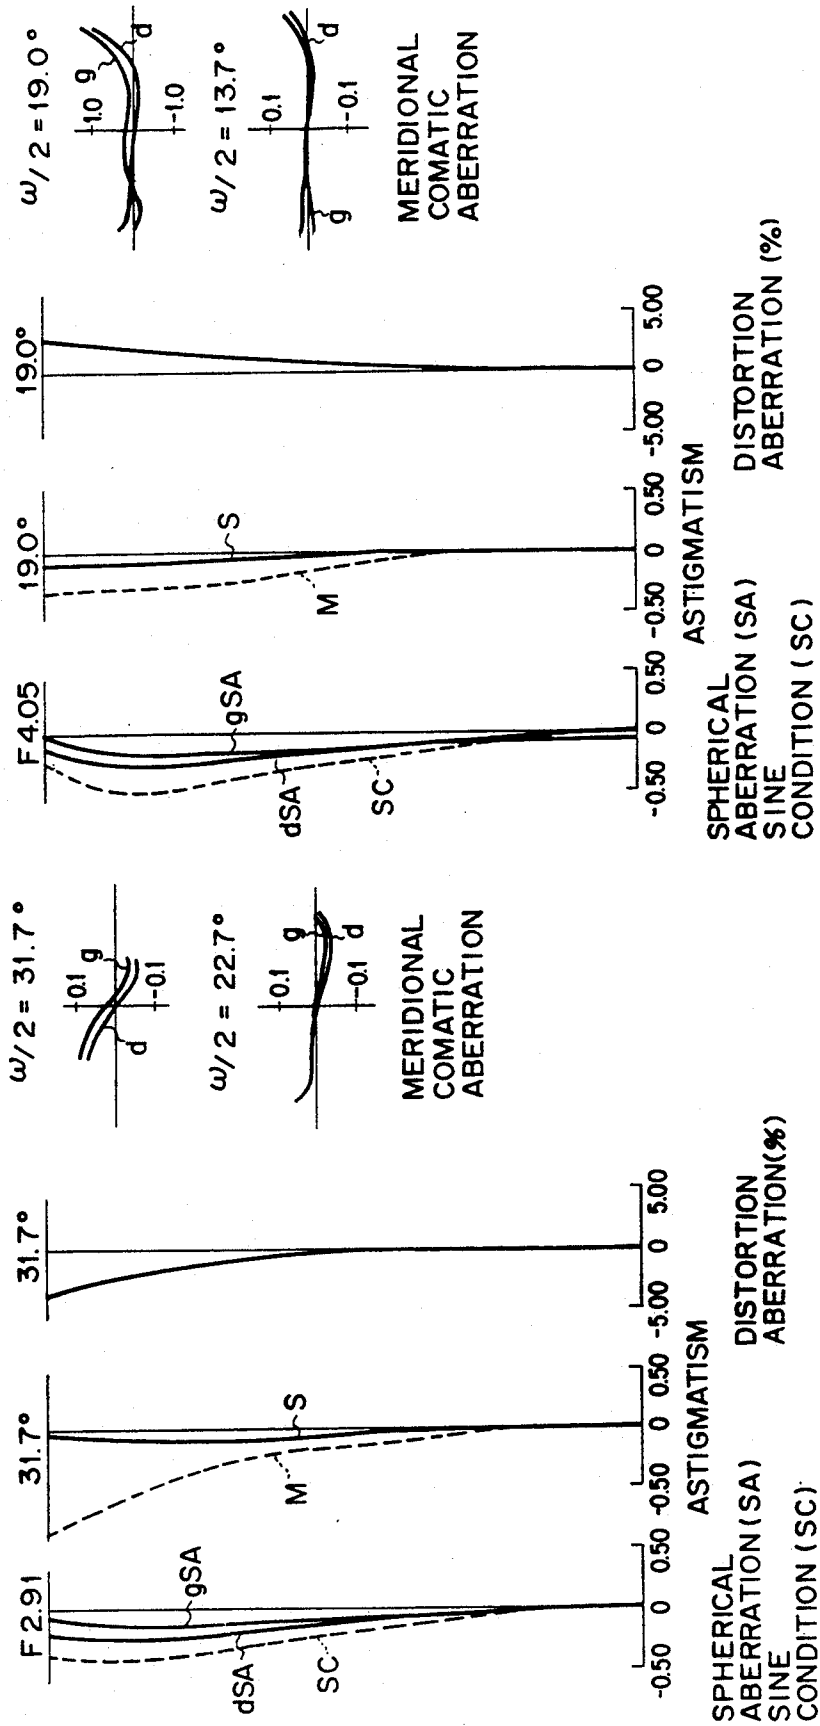 F 2.91
gSA
dSA
SC
-0.50
0
0.50
SPHERICAL
ABERRATION (SA)
SINE
CONDITION (SC)
31.7°
S
M
-0.50
0
0.50
ASTIGMATISM
31.7°
-5.00
0
5.00
DISTORTION
ABERRATION(%)
ω/2 = 31.7°
0.1
g
d
-0.1
ω/2 = 22.7°
0.1
g
d
-0.1
MERIDIONAL
COMATIC
ABERRATION
F 4.05
gSA
dSA
SC
-0.50
0
0.50
SPHERICAL
ABERRATION (SA)
SINE
CONDITION (SC)
19.0°
S
M
-0.50
0
0.50
ASTIGMATISM
19.0°
-5.00
0
5.00
DISTORTION
ABERRATION (%)
ω/2 = 19.0°
1.0
g
d
-1.0
ω/2 = 13.7°
0.1
d
g
-0.1
MERIDIONAL
COMATIC
ABERRATION